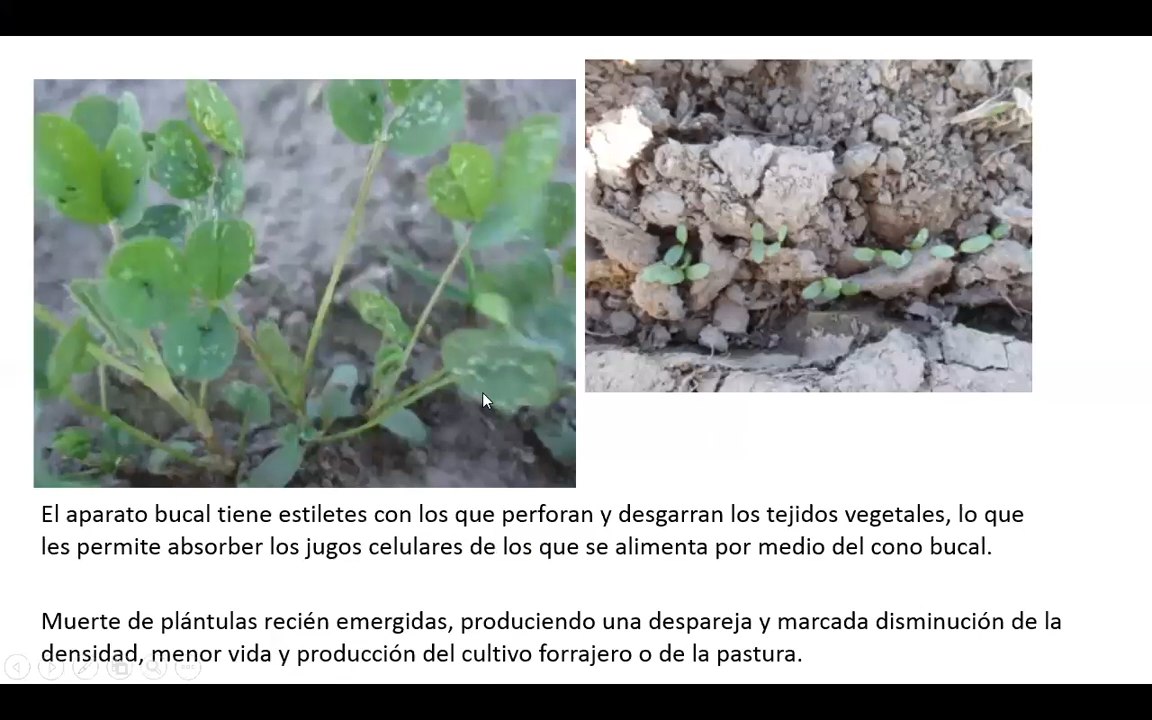 El aparato bucal tiene estiletes con los que perforan y desgarran los tejidos vegetales, lo que
les permite absorber los jugos celulares de los que se alimenta por medio del cono bucal.
Muerte de plántulas recién emergidas, produciendo una despareja y marcada disminución de la
densidad, menor vida y producción del cultivo forrajero o de la pastura.